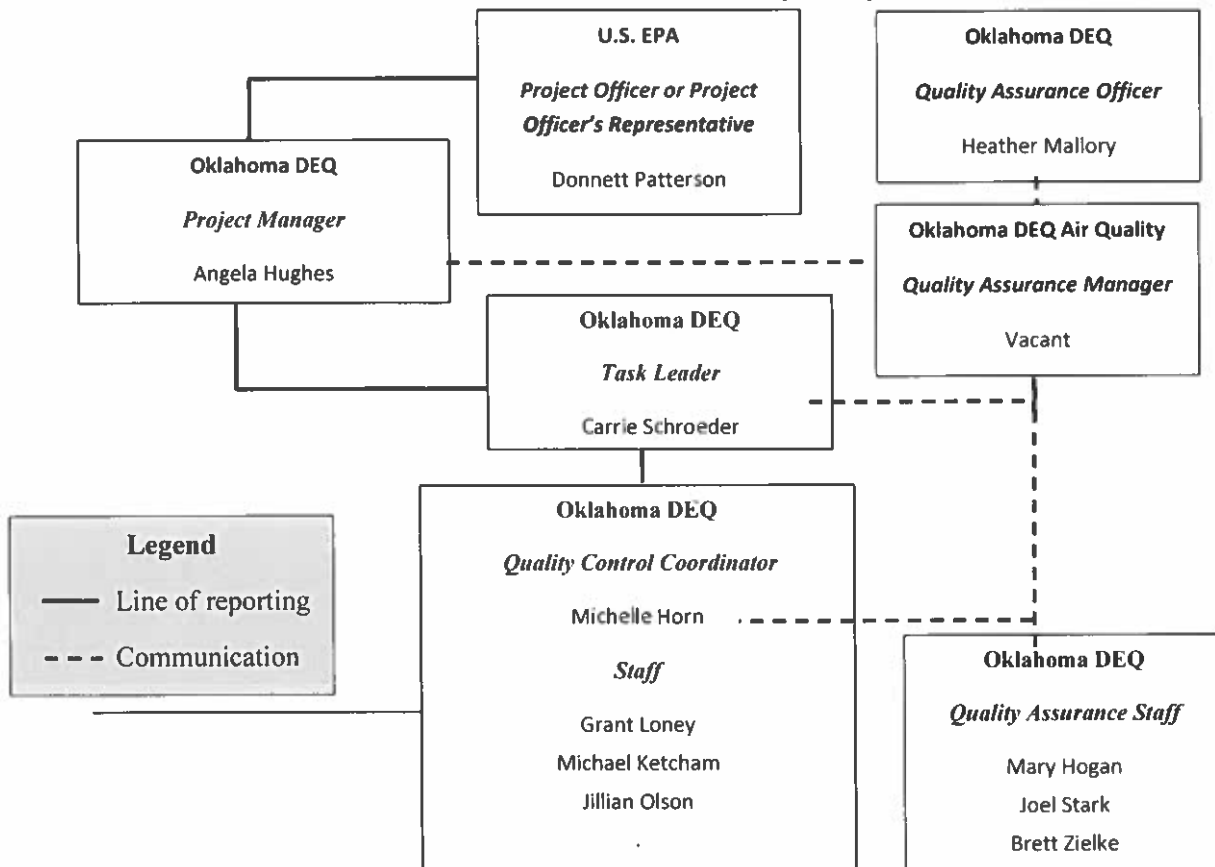 U.S. EPA
Project Officer or Project
Officer's Representative
Donnett Patterson
Oklahoma DEQ
Quality Assurance Officer
Heather Mallory
Oklahoma DEQ
Project Manager
Angela Hughes
Oklahoma DEQ Air Quality
Quality Assurance Manager
Vacant
Oklahoma DEQ
Task Leader
Carrie Schroeder
Oklahoma DEQ
Quality Control Coordinator
Michelle Horn
Staff
Grant Loney
Michael Ketcham
Jillian Olson
Legend
Line of reporting
Communication
Oklahoma DEQ
Quality Assurance Staff
Mary Hogan
Joel Stark
Brett Zielke